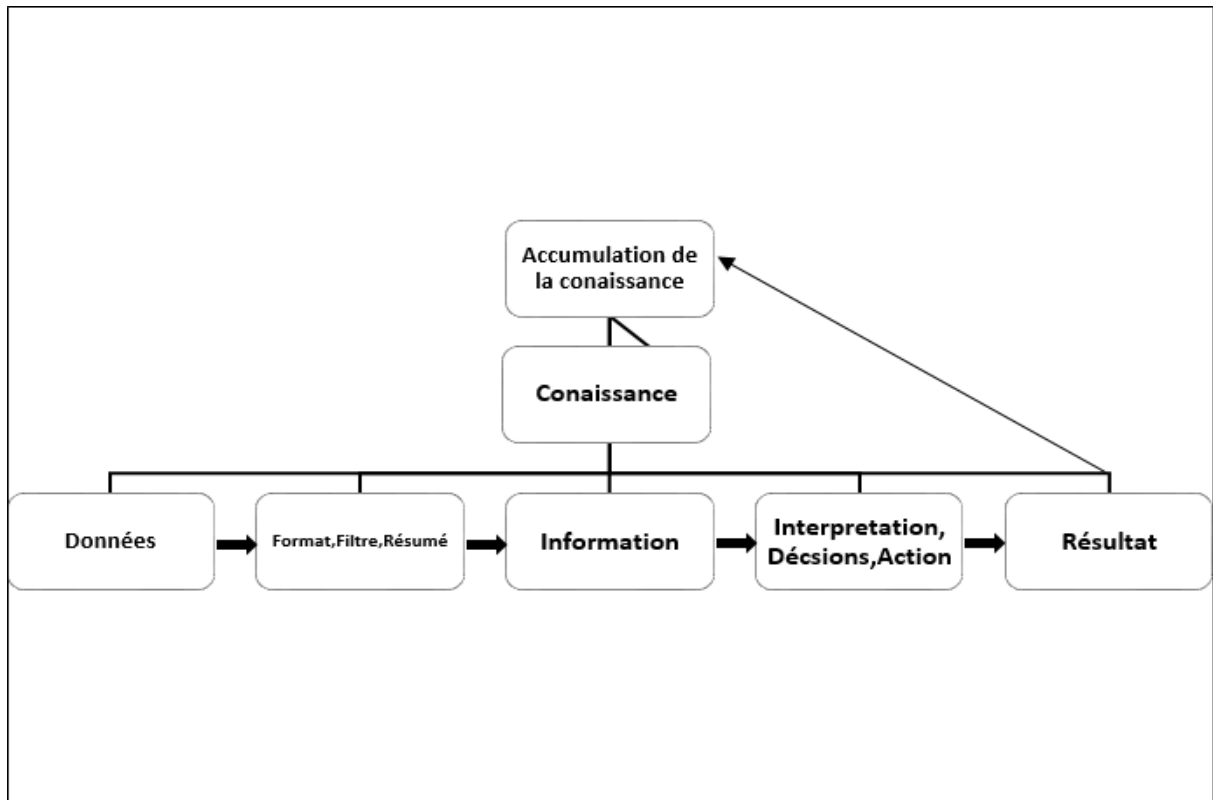 Accumulation de
la conaissance
Conaissance
Données
Format,Filtre,Résumé
Information
Interpretation,
Décsions,Action
Résultat